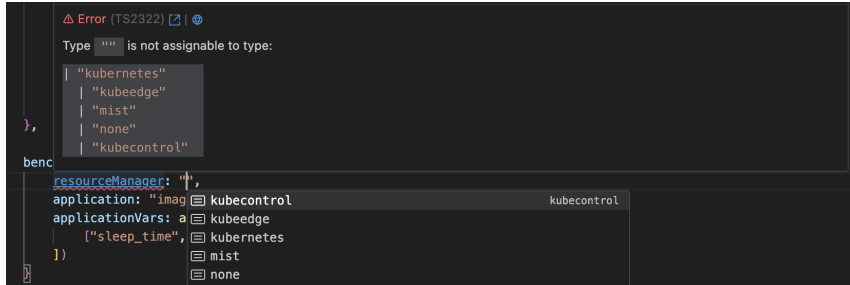 Error (TS2322) |
Type "" is not assignable to type:
| "kubernetes"
| "kubeedge"
| "mist"
| "none"
| "kubecontrol"
},
benc
resourceManager: "",
application: "imag
applicationVars: a
["sleep_time",
])
}
kubecontrol kubecontrol
kubeedge
kubernetes
mist
none